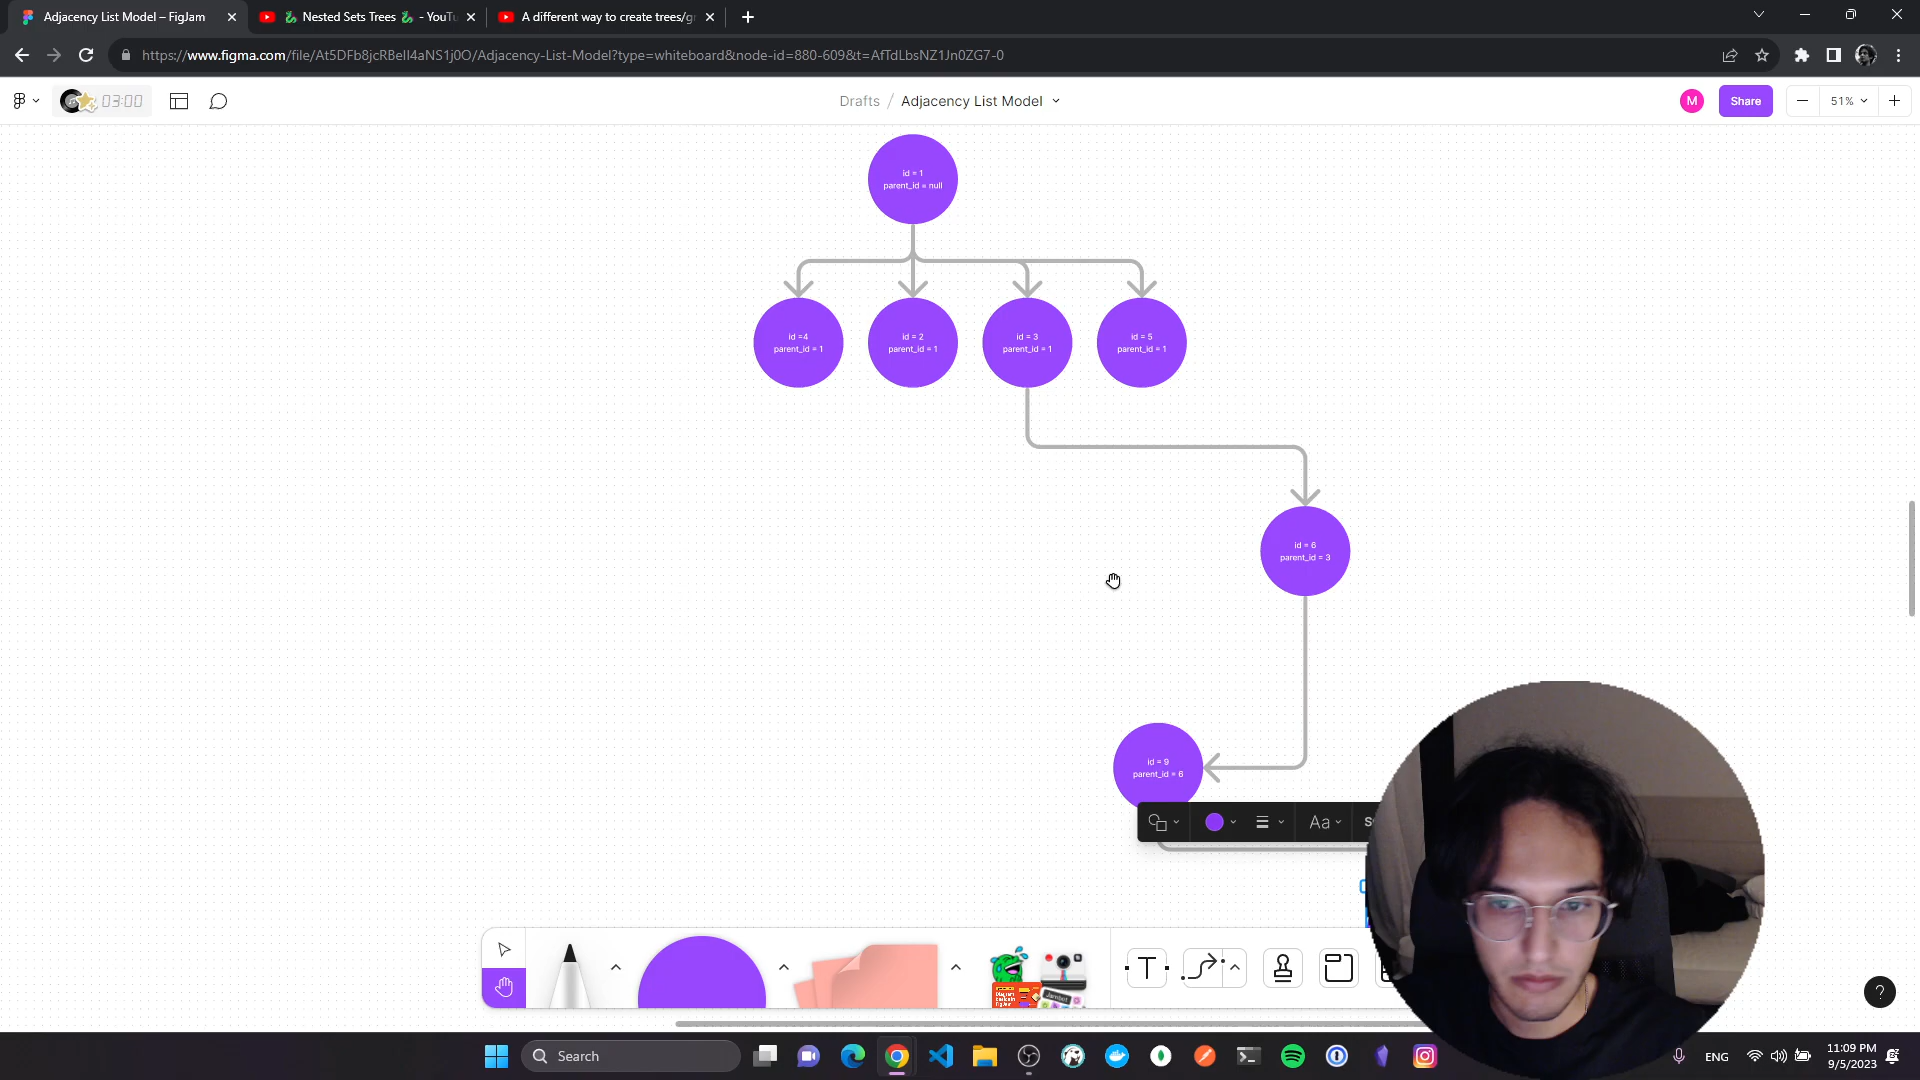 Adjacency List Model – FigJam
Nested Sets Trees
- YouTu
A different way to create trees/gr
https://www.figma.com/file/At5DFb8jcRBeIl4aNS1j0O/Adjacency-List-Model?type=whiteboard&node-id=880-609&t=AfTdLbsNZ1Jn0ZG7-0
03:00
Drafts / Adjacency List Model
M
Share
51%
id = 1
parent_id = null
id =4
parent_id = 1
id = 2
parent_id = 1
id = 3
parent_id = 1
id = 5
parent_id = 1
id = 6
parent_id = 3
id = 9
parent_id = 6
Aa
T
?
Search
ENG
11:09 PM
9/5/2023